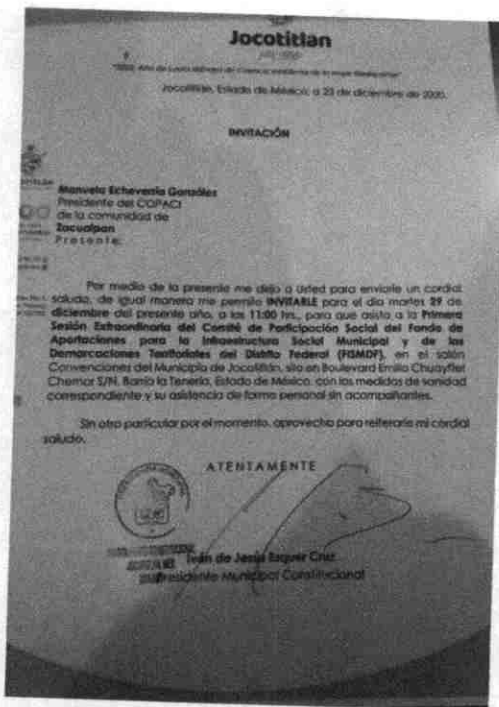 Jocotitlán
Jocotitlán, Estado de México, a 23 de diciembre de 2020.
INVITACIÓN
Manuela Echeverría González
Presidente del COPACI
de la comunidad de
Zacualpan
P r e s e n t e.
Por medio de la presente me dejo a Usted para enviarle un cordial
saludo, de igual manera me permito INVITARLE para el día martes 29 de
diciembre del presente año, a las 11:00 hrs., para que asista a la Primera
Sesión Extraordinaria del Comité de Participación Social del Fondo de
Aportaciones para la Infraestructura Social Municipal y de las
Demarcaciones Territoriales del Distrito Federal (FISMDF), en el salón
Convenciones del Municipio de Jocotitlán, sito en Boulevard Emilio Chuayffet
Chemor S/N, Barrio la Tenería, Estado de México, con las medidas de sanidad
correspondiente y su asistencia de forma personal sin acompañantes.
Sin otro particular por el momento, aprovecho para reiterarle mi cordial
saludo.
ATENTAMENTE
Iván de Jesús Esquer Cruz
Presidente Municipal Constitucional